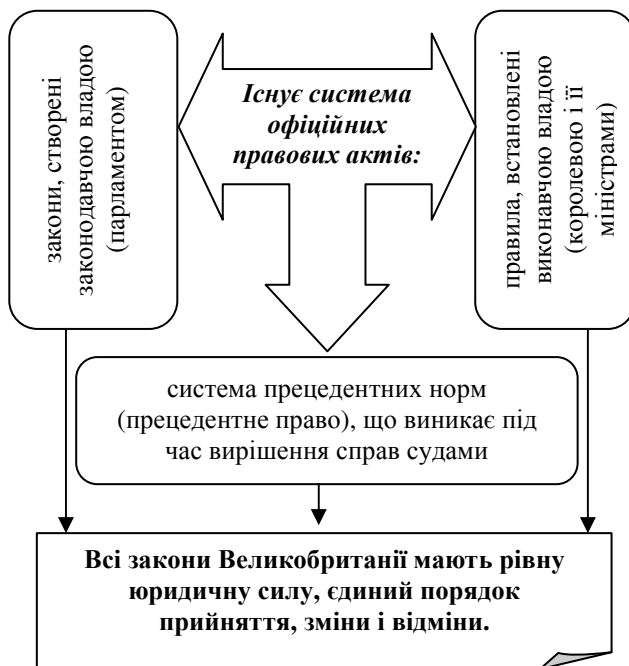 закони, створені
законодавчою владою
(парламентом)
Існує система
офіційних
правових актів:
правила, встановлені
виконавчою владою
(королевою і її
міністрами)
система прецедентних норм
(прецедентне право), що виникає під
час вирішення справ судами
Всі закони Великобританії мають рівну
юридичну силу, єдиний порядок
прийняття, зміни і відміни.